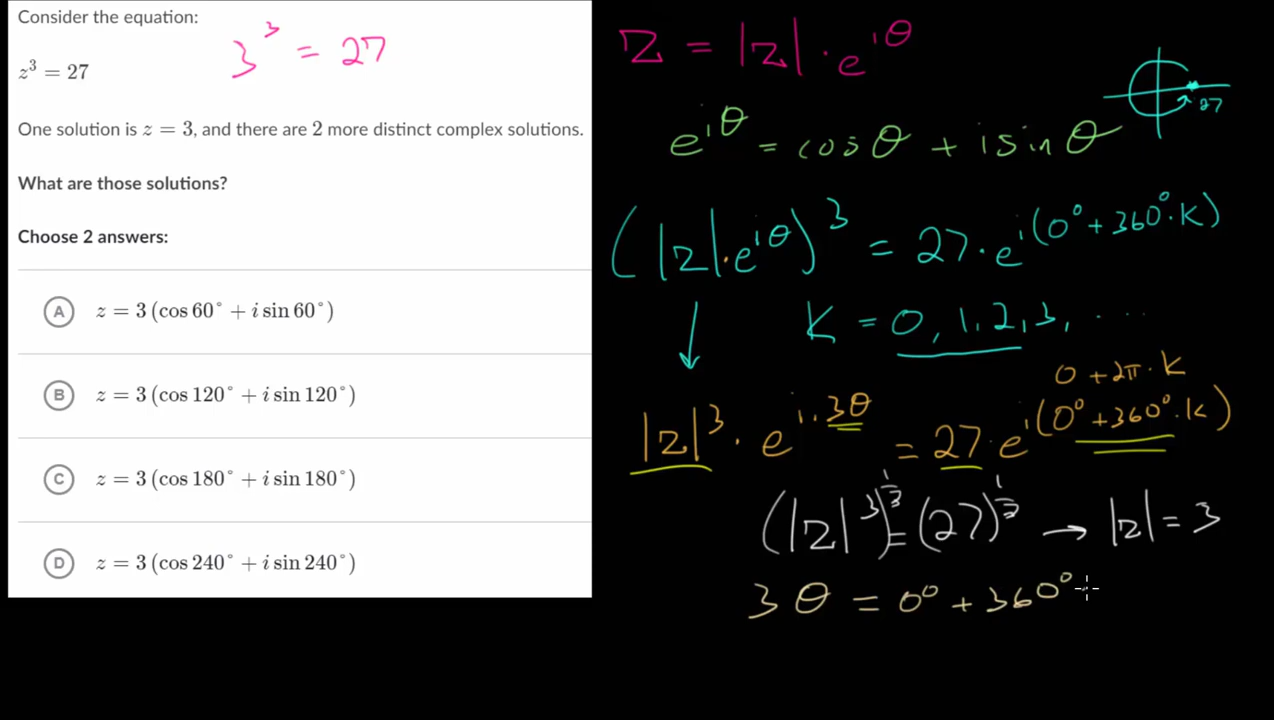 Consider the equation:
3³ = 27
z³ = 27
One solution is z = 3, and there are 2 more distinct complex solutions.
What are those solutions?
Choose 2 answers:
A z = 3 (cos 60° + i sin 60°)
B z = 3 (cos 120° + i sin 120°)
C z = 3 (cos 180° + i sin 180°)
D z = 3 (cos 240° + i sin 240°)
z = |z| · e^(iθ)
27
e^(iθ) = cos θ + i sin θ
(|z| · e^(iθ))³ = 27 · e^(i(0° + 360° · K))
K = 0, 1, 2, 3, . . . .
0 + 2π · K
|z|³ · e^(i · 3θ) = 27 · e^(i(0° + 360° · k))
(|z|³)^(1/3) = (27)^(1/3) → |z| = 3
3θ = 0° + 360°